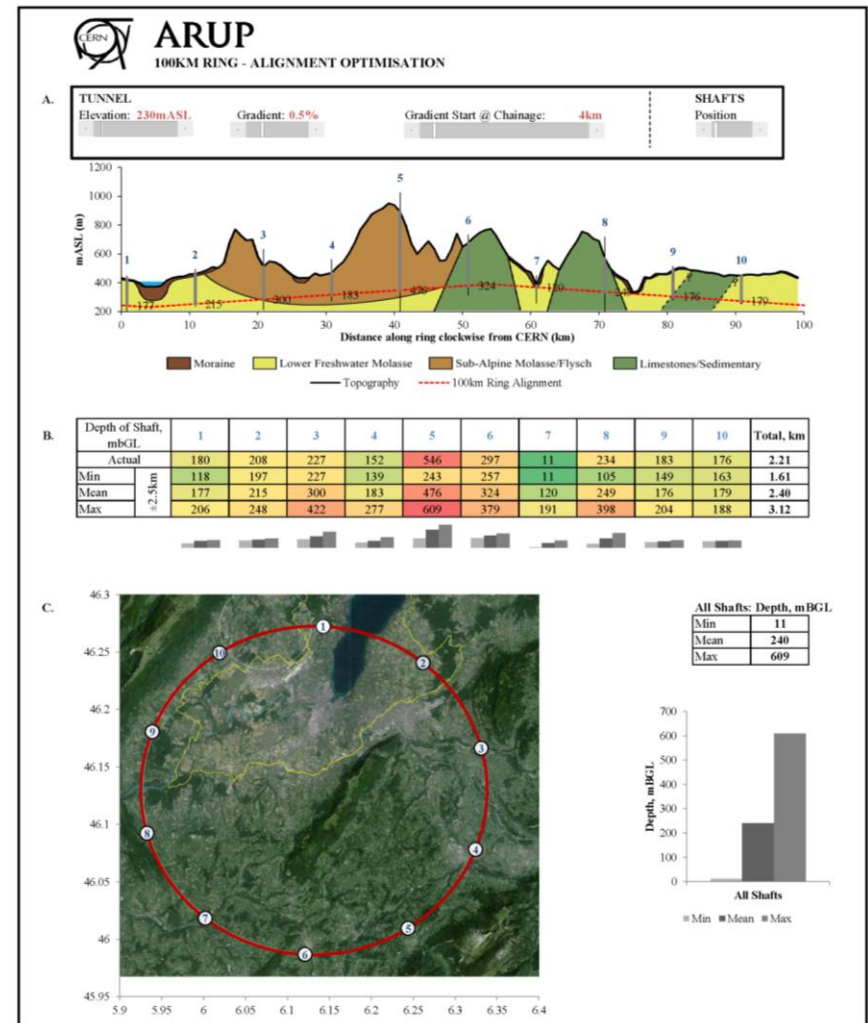 CERN
ARUP
100KM RING - ALIGNMENT OPTIMISATION
A.
TUNNEL
Elevation: 230mASL Gradient: 0.5% Gradient Start @ Chainage: 4km
SHAFTS
Position
mASL (m)
1200
1000
800
600
400
200
1 2 3 4 5 6 7 8 9 10
177 215 300 183 426 324 176 179
0 10 20 30 40 50 60 70 80 90 100
Distance along ring clockwise from CERN (km)
Moraine Lower Freshwater Molasse Sub-Alpine Molasse/Flysch Limestones/Sedimentary
Topography 100km Ring Alignment
B.
Depth of Shaft, mbGL 1 2 3 4 5 6 7 8 9 10 Total, km
Actual 180 208 227 152 546 297 11 234 183 176 2.21
±2.5km
Min 118 197 227 139 243 257 11 105 149 163 1.61
Mean 177 215 300 183 476 324 120 249 176 179 2.40
Max 206 248 422 277 609 379 191 398 204 188 3.12
C.
46.3
46.25
46.2
46.15
46.1
46.05
46
45.95
5.9 5.95 6 6.05 6.1 6.15 6.2 6.25 6.3 6.35 6.4
1
2
3
4
5
6
7
8
9
10
All Shafts: Depth, mBGL
Min 11
Mean 240
Max 609
Depth, mBGL
700
600
500
400
300
200
100
0
All Shafts
Min Mean Max